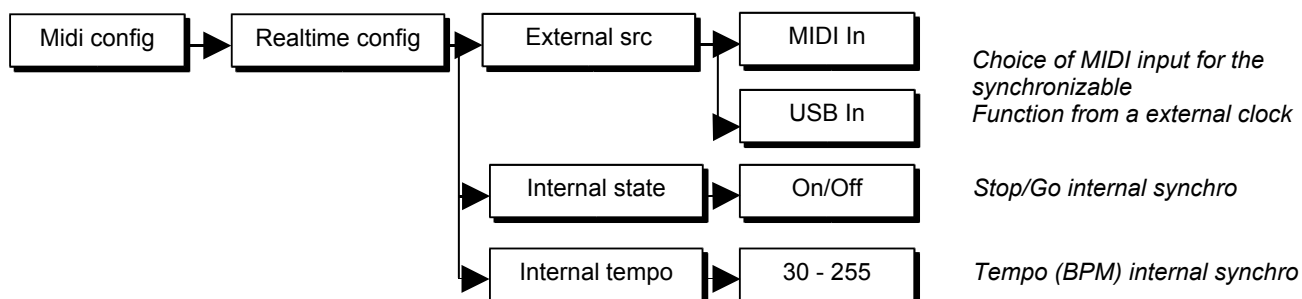 Midi config
Realtime config
External src
MIDI In
USB In
Choice of MIDI input for the
synchronizable
Function from a external clock
Internal state
On/Off
Stop/Go internal synchro
Internal tempo
30 - 255
Tempo (BPM) internal synchro